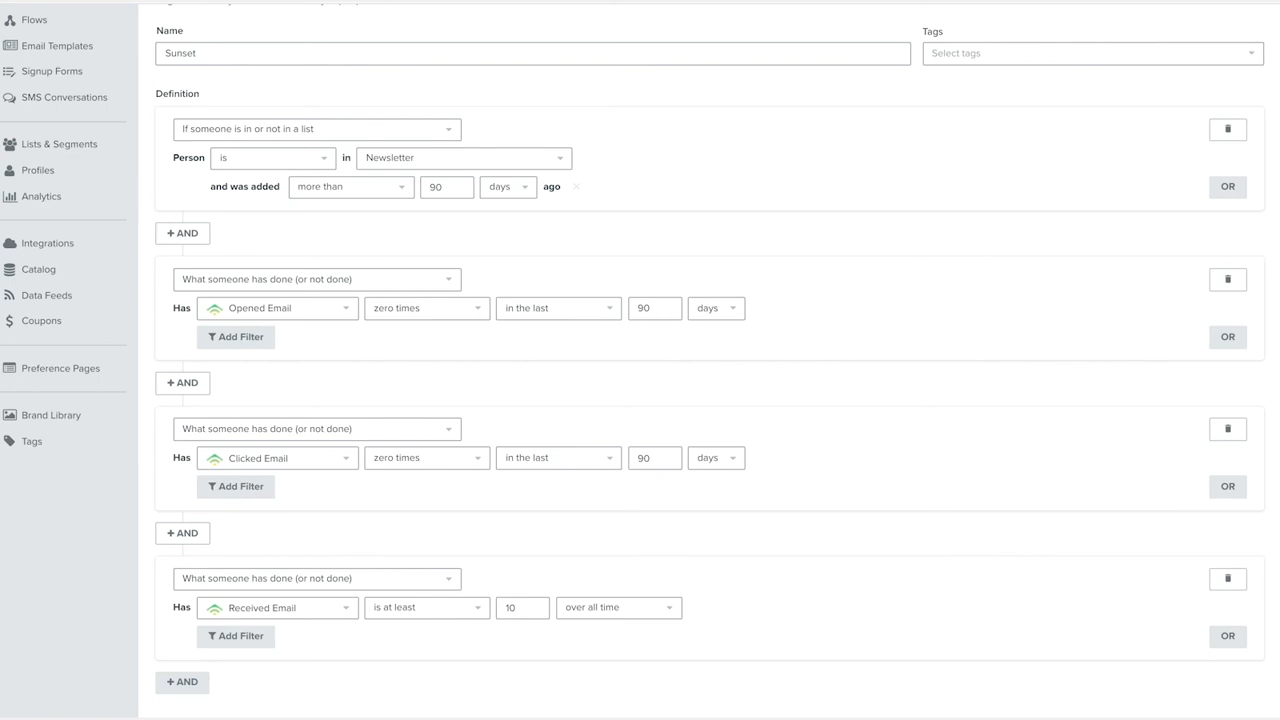 Flows
Email Templates
Signup Forms
SMS Conversations
Lists & Segments
Profiles
Analytics
Integrations
Catalog
Data Feeds
Coupons
Preference Pages
Brand Library
Tags
Name
Tags
Sunset
Select tags
Definition
If someone is in or not in a list
Person is in Newsletter
and was added more than 90 days ago
OR
+ AND
What someone has done (or not done)
Has Opened Email zero times in the last 90 days
Add Filter
OR
+ AND
What someone has done (or not done)
Has Clicked Email zero times in the last 90 days
Add Filter
OR
+ AND
What someone has done (or not done)
Has Received Email is at least 10 over all time
Add Filter
OR
+ AND